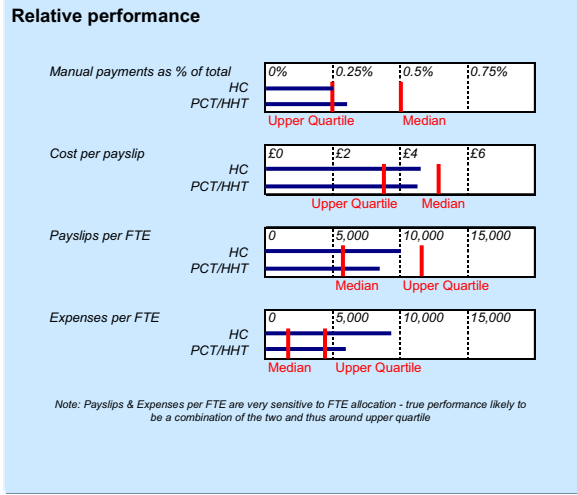 Relative performance
Manual payments as % of total
0% 0.25% 0.5% 0.75%
HC
PCT/HHT
Upper Quartile Median
Cost per payslip
£0 £2 £4 £6
HC
PCT/HHT
Upper Quartile Median
Payslips per FTE
0 5,000 10,000 15,000
HC
PCT/HHT
Median Upper Quartile
Expenses per FTE
0 5,000 10,000 15,000
HC
PCT/HHT
Median Upper Quartile
Note: Payslips & Expenses per FTE are very sensitive to FTE allocation - true performance likely to
be a combination of the two and thus around upper quartile